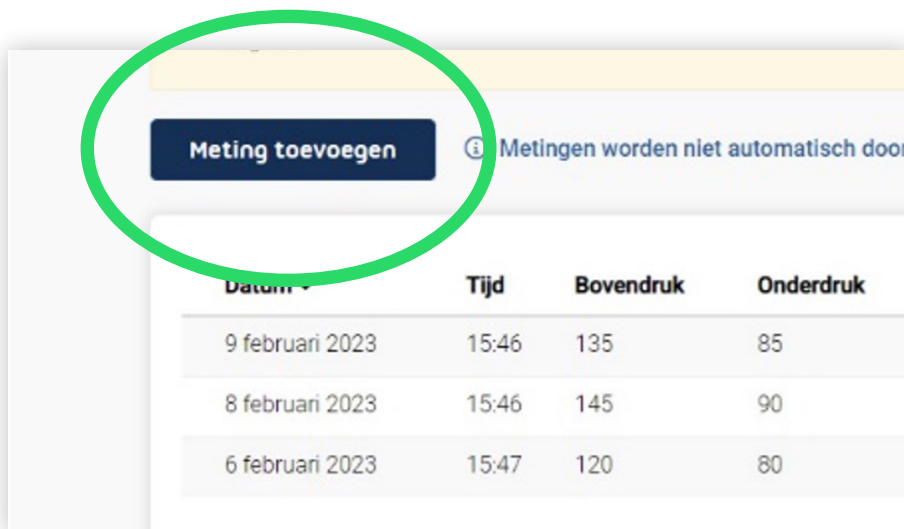 Meting toevoegen
Metingen worden niet automatisch door
Datum Tijd Bovendruk Onderdruk
9 februari 2023 15:46 135 85
8 februari 2023 15:46 145 90
6 februari 2023 15:47 120 80